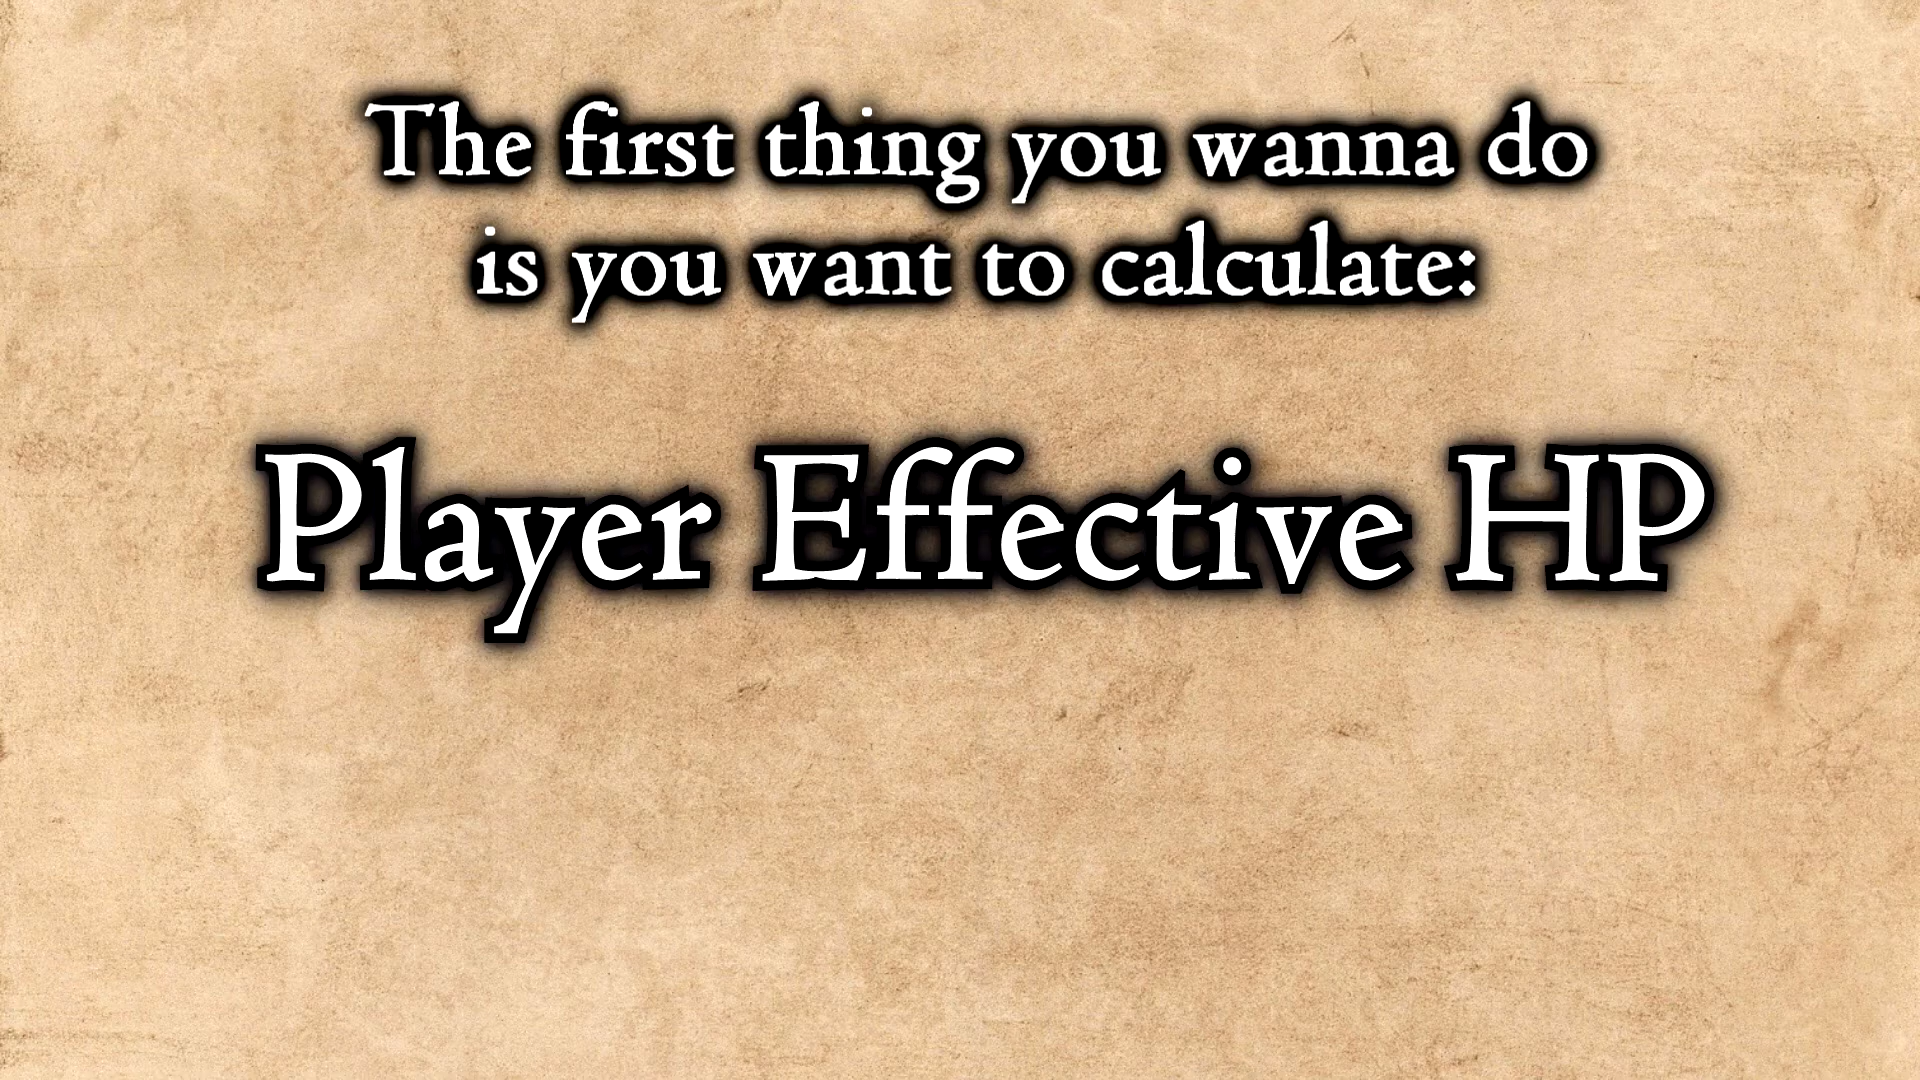 The first thing you wanna do
is you want to calculate:
Player Effective HP